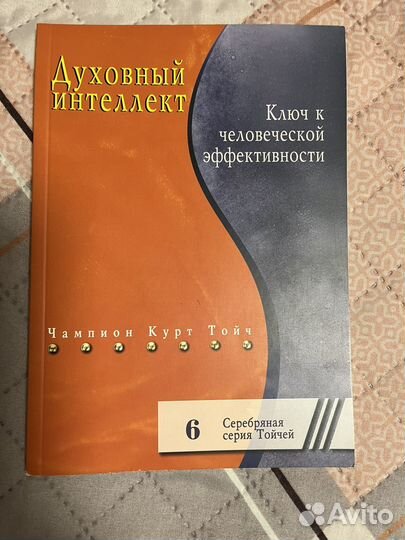 Духовный
интеллект
Ключ к
человеческой
эффективности
Чампион Курт Тойч
6
Серебряная
серия Тойчей
Avito